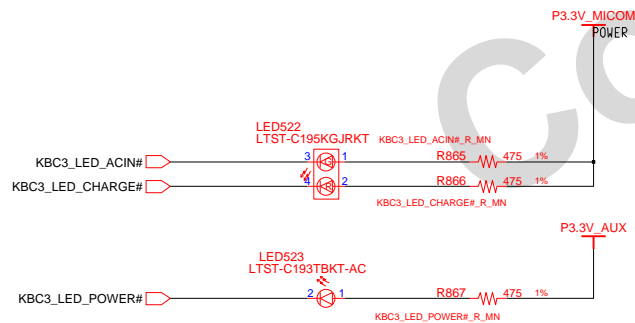 P3.3V_MICOM
POWER
LED522
LTST-C195KGJRKT
KBC3_LED_ACIN#_R_MN
KBC3_LED_ACIN# 3 G 1 R865 475 1%
KBC3_LED_CHARGE# 4 R 2 R866 475 1%
KBC3_LED_CHARGE#_R_MN
P3.3V_AUX
LED523
LTST-C193TBKT-AC
KBC3_LED_POWER# 2 1 R867 475 1%
KBC3_LED_POWER#_R_MN